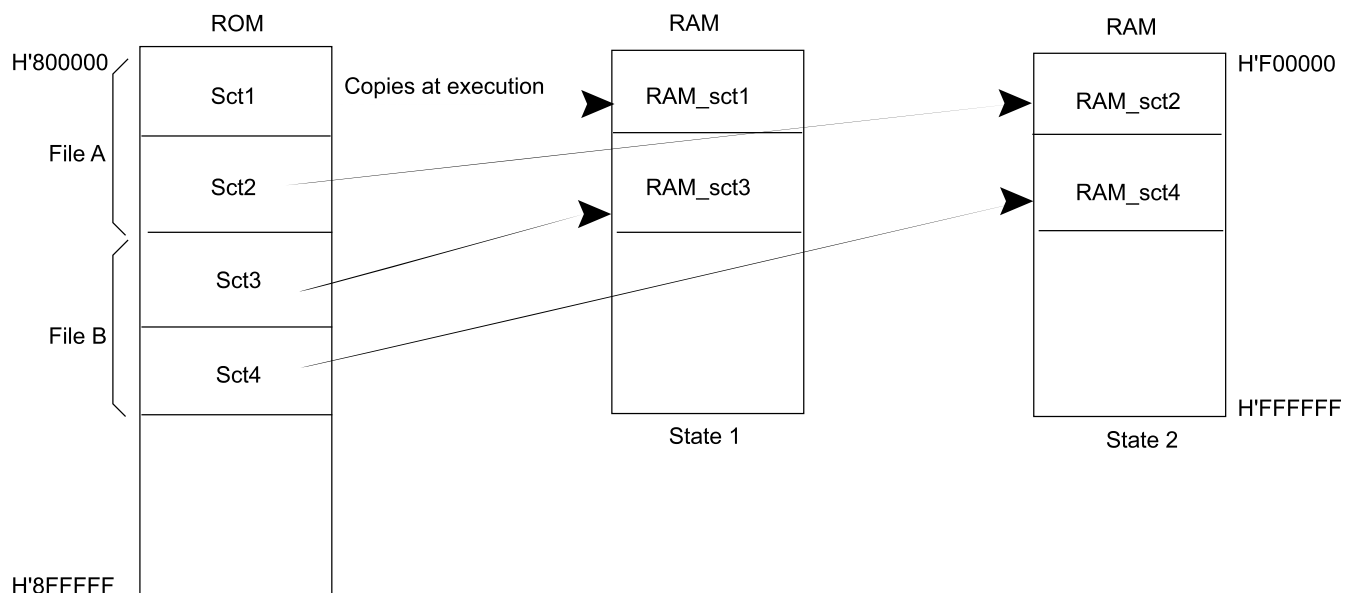 ROM
RAM
RAM
H'800000
H'F00000
Sct1
Copies at execution
RAM_sct1
RAM_sct2
File A
Sct2
RAM_sct3
RAM_sct4
Sct3
File B
Sct4
H'FFFFFF
State 1
State 2
H'8FFFFF